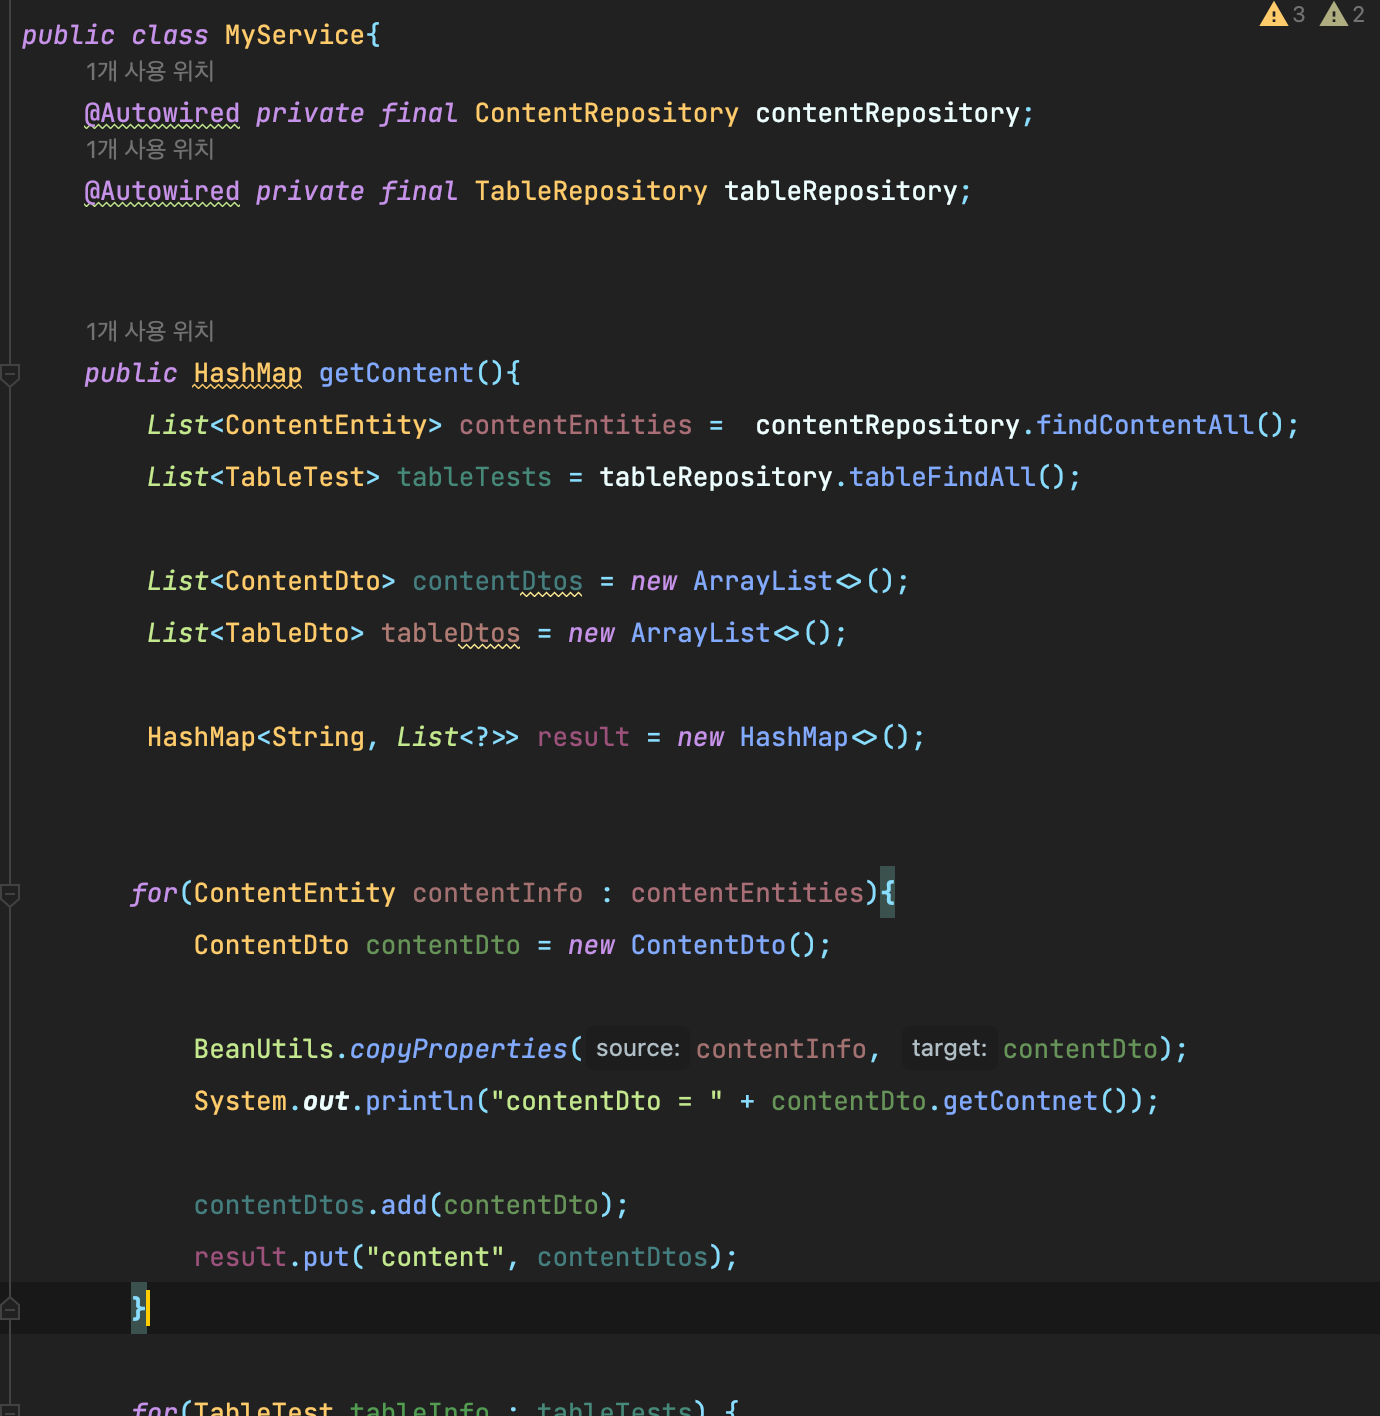 3 2
public class MyService{
1개 사용 위치
@Autowired private final ContentRepository contentRepository;
1개 사용 위치
@Autowired private final TableRepository tableRepository;
1개 사용 위치
public HashMap getContent(){
List<ContentEntity> contentEntities =  contentRepository.findContentAll();
List<TableTest> tableTests = tableRepository.tableFindAll();
List<ContentDto> contentDtos = new ArrayList<>();
List<TableDto> tableDtos = new ArrayList<>();
HashMap<String, List<?>> result = new HashMap<>();
for(ContentEntity contentInfo : contentEntities){
ContentDto contentDto = new ContentDto();
BeanUtils.copyProperties( source: contentInfo, target: contentDto);
System.out.println("contentDto = " + contentDto.getContnet());
contentDtos.add(contentDto);
result.put("content", contentDtos);
}
for(TableTest tableInfo : tableTests) {